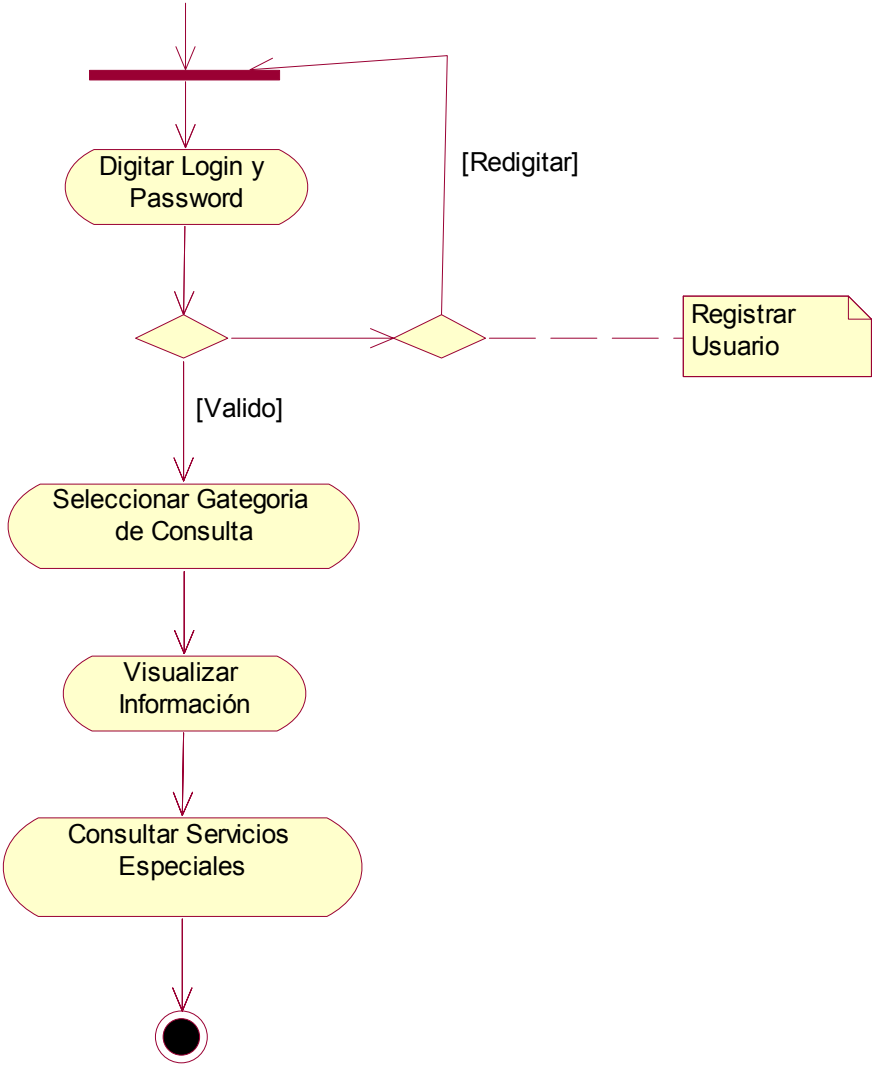 Digitar Login y
Password
[Redigitar]
Registrar
Usuario
[Valido]
Seleccionar Gategoria
de Consulta
Visualizar
Información
Consultar Servicios
Especiales